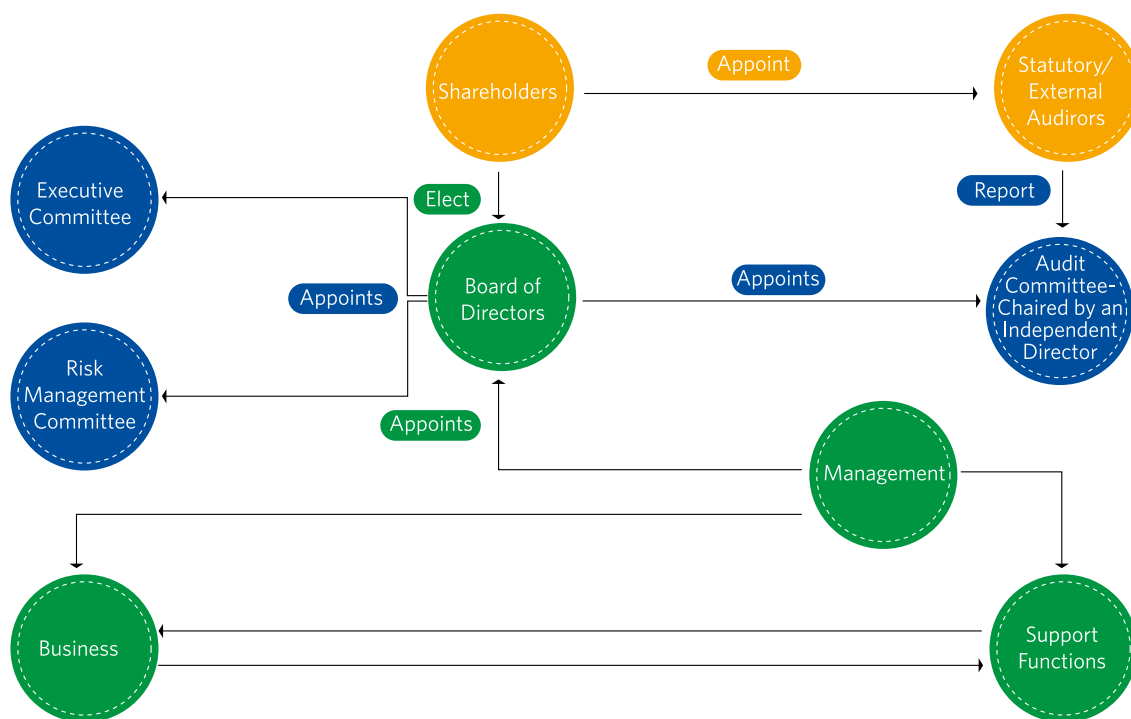 Shareholders
Appoint
Statutory/
External
Audirors
Executive
Committee
Elect
Report
Appoints
Board of
Directors
Appoints
Audit
Committee-
Chaired by an
Independent
Director
Risk
Management
Committee
Appoints
Management
Business
Support
Functions